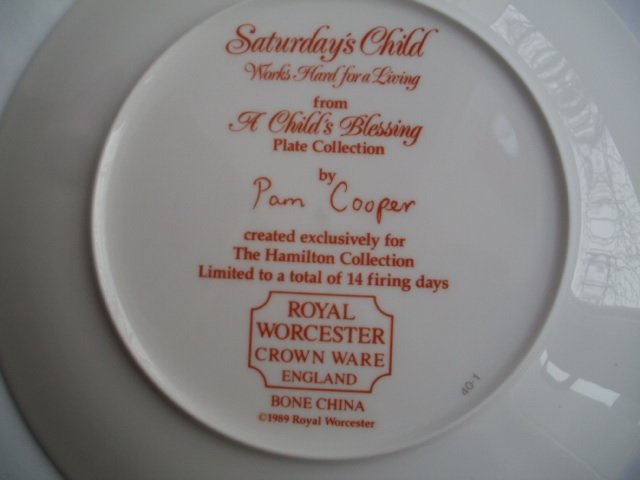 Saturday's Child
Works Hard for a Living
from
A Child's Blessing
Plate Collection
by
Pam Cooper
created exclusively for
The Hamilton Collection
Limited to a total of 14 firing days
ROYAL
WORCESTER
CROWN WARE
ENGLAND
BONE CHINA
©1989 Royal Worcester
40-1